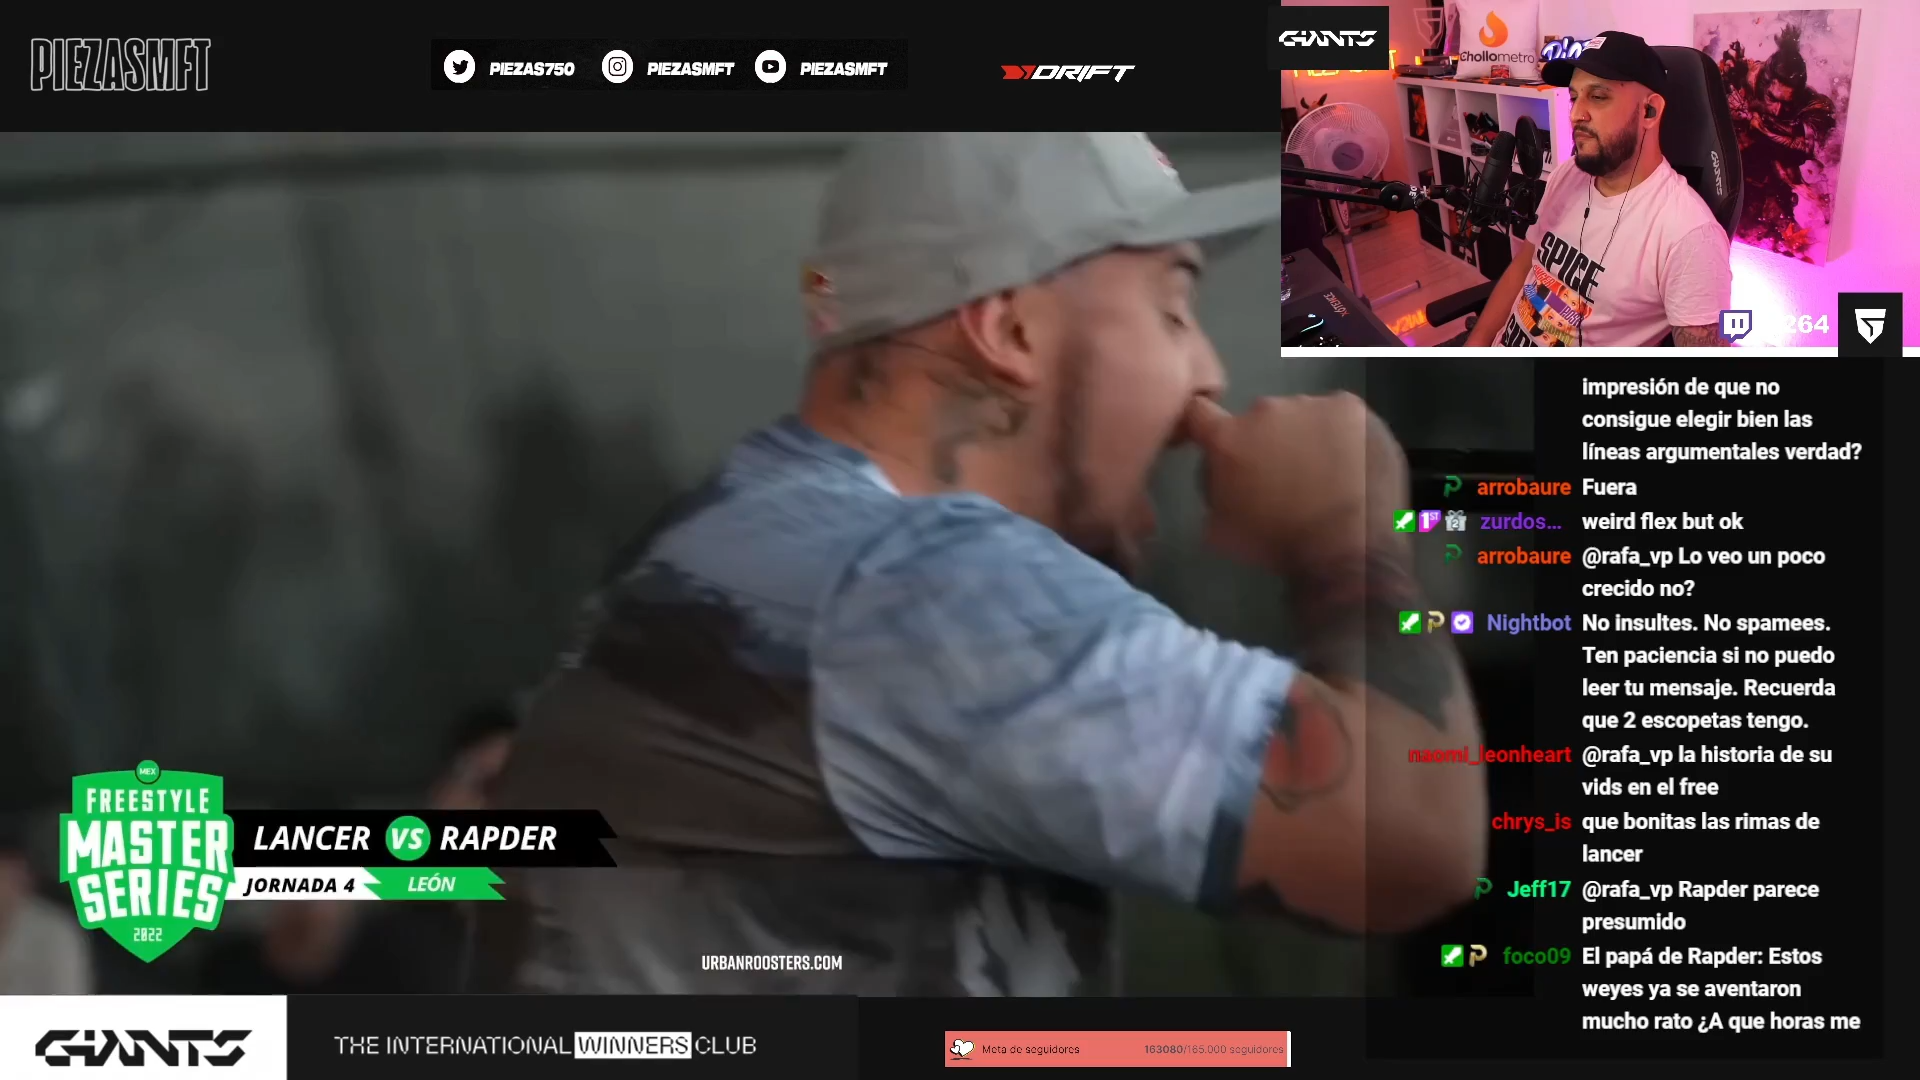 PIEZASMFT
PIEZAS750
PIEZASMFT
PIEZASMFT
DRIFT
GIANTS
Chollometro
SPICE
264
impresión de que no
consigue elegir bien las
líneas argumentales verdad?
arrobaure Fuera
zurdos... weird flex but ok
arrobaure @rafa_vp Lo veo un poco
crecido no?
Nightbot No insultes. No spamees.
Ten paciencia si no puedo
leer tu mensaje. Recuerda
que 2 escopetas tengo.
naomi_leonheart @rafa_vp la historia de su
vids en el free
chrys_is que bonitas las rimas de
lancer
Jeff17 @rafa_vp Rapder parece
presumido
foco09 El papá de Rapder: Estos
weyes ya se aventaron
mucho rato ¿A que horas me
MEX
FREESTYLE
MASTER
SERIES
2022
LANCER VS RAPDER
JORNADA 4 LEÓN
URBANROOSTERS.COM
GIANTS
THE INTERNATIONAL WINNERS CLUB
Meta de seguidores 163080/165.000 seguidores